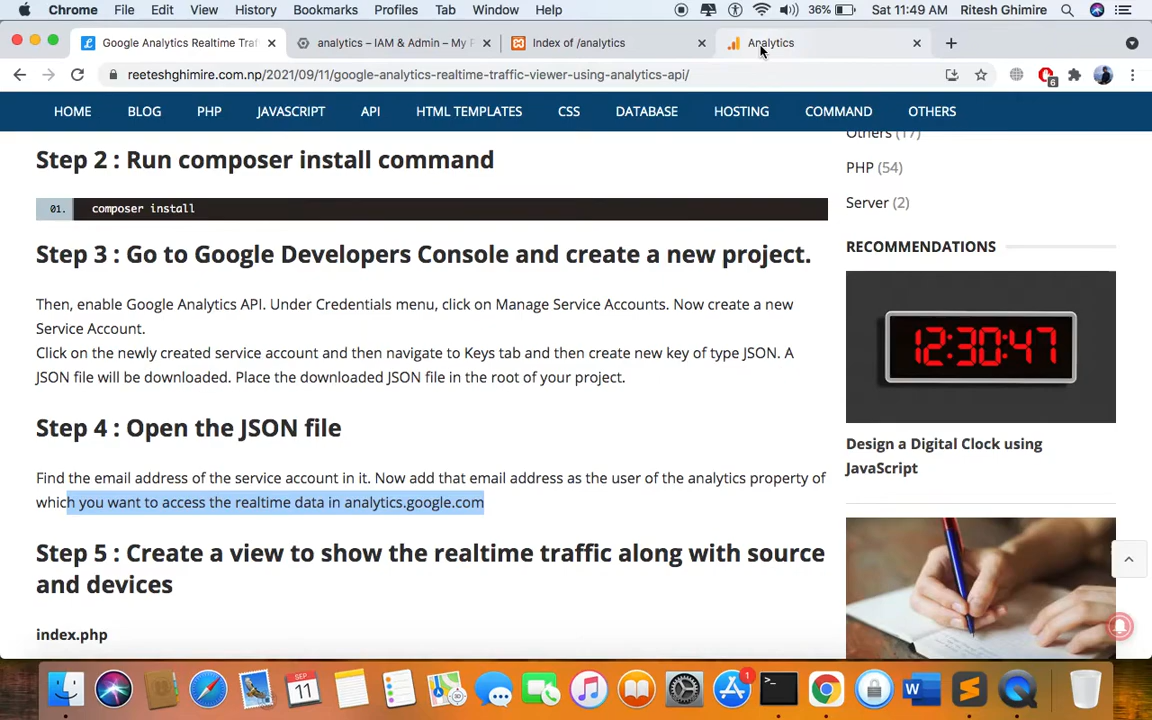 Chrome File Edit View History Bookmarks Profiles Tab Window Help 36% Sat 11:49 AM Ritesh Ghimire
Google Analytics Realtime Traf analytics – IAM & Admin – My P Index of /analytics Analytics
reeteshghimire.com.np/2021/09/11/google-analytics-realtime-traffic-viewer-using-analytics-api/ 6
HOME BLOG PHP JAVASCRIPT API HTML TEMPLATES CSS DATABASE HOSTING COMMAND OTHERS
Others (17)
Step 2 : Run composer install command
PHP (54)
01. composer install
Server (2)
Step 3 : Go to Google Developers Console and create a new project.
RECOMMENDATIONS
Then, enable Google Analytics API. Under Credentials menu, click on Manage Service Accounts. Now create a new
Service Account.
Click on the newly created service account and then navigate to Keys tab and then create new key of type JSON. A
JSON file will be downloaded. Place the downloaded JSON file in the root of your project.
12:30:47
Step 4 : Open the JSON file
Design a Digital Clock using
JavaScript
Find the email address of the service account in it. Now add that email address as the user of the analytics property of
which you want to access the realtime data in analytics.google.com
Step 5 : Create a view to show the realtime traffic along with source
and devices
index.php
SEP
11
1
W